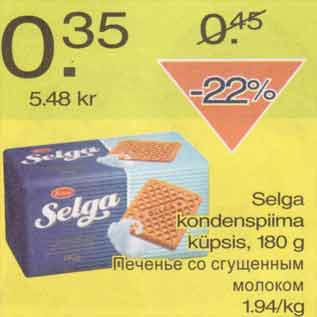 0.35
0.45
5.48 kr
-22%
Selga
Selga
Selga
kondenspiima
küpsis, 180 g
Печенье со сгущенным
молоком
1.94/kg